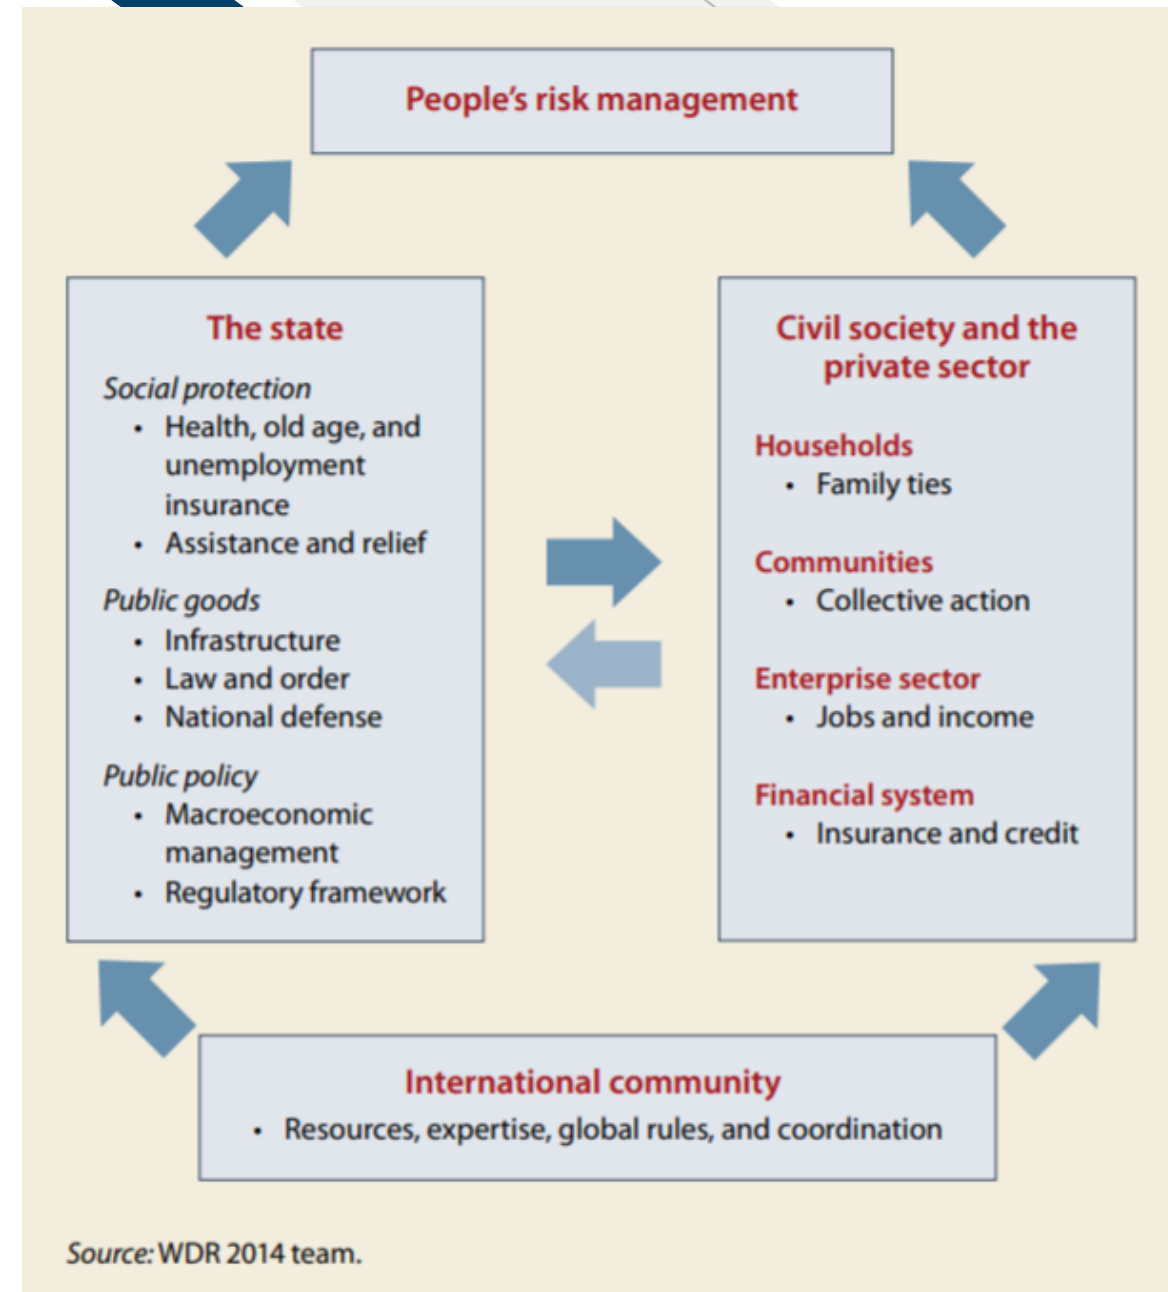 People's risk management
The state
Social protection
• Health, old age, and
unemployment
insurance
• Assistance and relief
Public goods
• Infrastructure
• Law and order
• National defense
Public policy
• Macroeconomic
management
• Regulatory framework
Civil society and the
private sector
Households
• Family ties
Communities
• Collective action
Enterprise sector
• Jobs and income
Financial system
• Insurance and credit
International community
• Resources, expertise, global rules, and coordination
Source: WDR 2014 team.